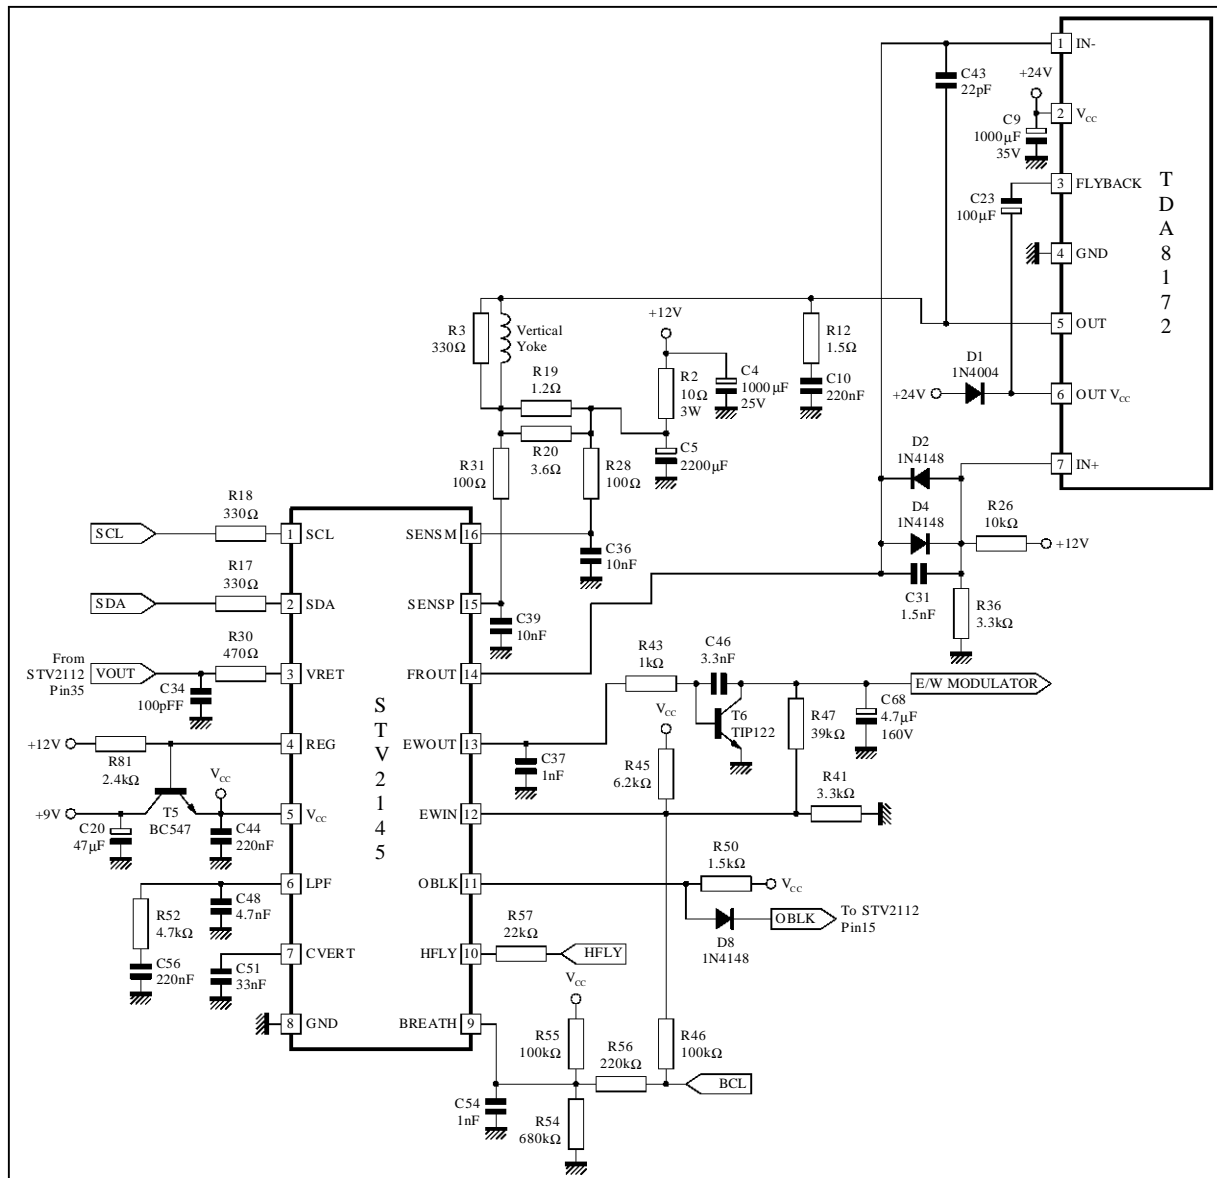 1 IN-
C43
22pF
+24V
2 VCC
C9
1000µF
35V
3 FLYBACK
C23
100µF
TDA8172
4 GND
+12V
R3
330Ω
Vertical
Yoke
R12
1.5Ω
5 OUT
R19
1.2Ω
R2
10Ω
3W
C4
1000µF
25V
C10
220nF
D1
1N4004
+24V
6 OUT VCC
R20
3.6Ω
C5
2200µF
R31
100Ω
R28
100Ω
D2
1N4148
7 IN+
R18
330Ω
SCL
1 SCL
SENSM 16
C36
10nF
D4
1N4148
R26
10kΩ
+12V
R17
330Ω
SDA
2 SDA
SENSP 15
C39
10nF
C31
1.5nF
R36
3.3kΩ
From
STV2112
Pin35
VOUT
R30
470Ω
3 VRET
FROUT 14
C34
100pFF
STV2145
R43
1kΩ
C46
3.3nF
E/W MODULATOR
T6
TIP122
R47
39kΩ
C68
4.7µF
160V
+12V
R81
2.4kΩ
4 REG
EWOUT 13
C37
1nF
VCC
R45
6.2kΩ
R41
3.3kΩ
VCC
+9V
T5
BC547
5 VCC
EWIN 12
C20
47µF
C44
220nF
R50
1.5kΩ
VCC
6 LPF
OBLK 11
C48
4.7nF
R52
4.7kΩ
D8
1N4148
OBLK
To STV2112
Pin15
R57
22kΩ
7 CVERT
HFLY 10
HFLY
C56
220nF
C51
33nF
VCC
8 GND
BREATH 9
R55
100kΩ
R56
220kΩ
R46
100kΩ
BCL
C54
1nF
R54
680kΩ